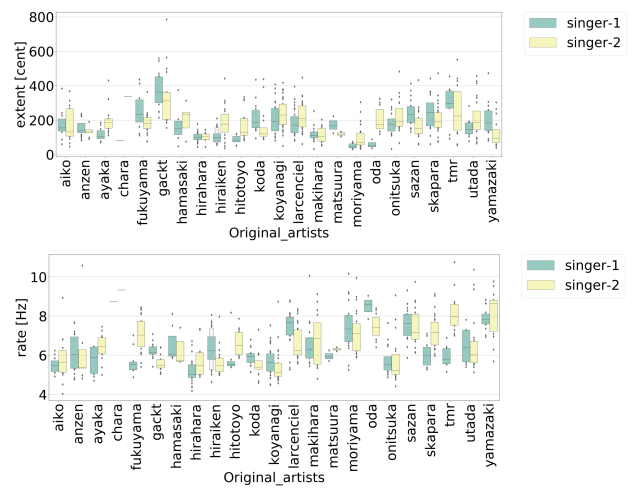 800
600
400
200
0
extent [cent]
singer-1
singer-2
aiko
anzen
ayaka
chara
fukuyama
gackt
hamasaki
hirahara
hiraiken
hitotoyo
koda
koyanagi
larcenciel
makihara
matsuura
moriyama
oda
onitsuka
sazan
skapara
tmr
utada
yamazaki
Original_artists
10
8
6
4
rate [Hz]
singer-1
singer-2
aiko
anzen
ayaka
chara
fukuyama
gackt
hamasaki
hirahara
hiraiken
hitotoyo
koda
koyanagi
larcenciel
makihara
matsuura
moriyama
oda
onitsuka
sazan
skapara
tmr
utada
yamazaki
Original_artists